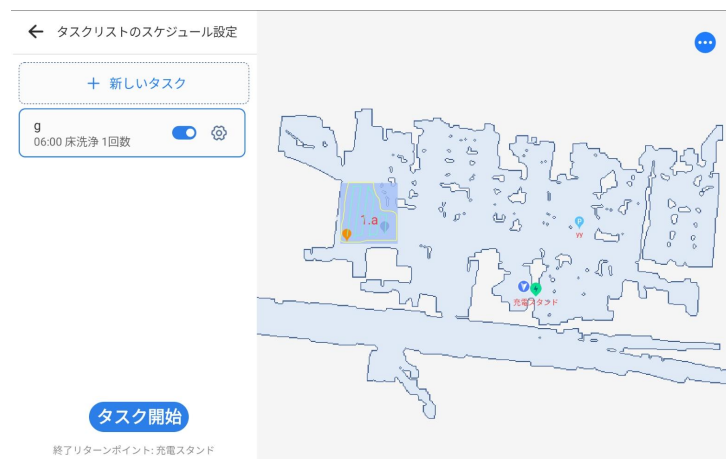 タスクリストのスケジュール設定
+ 新しいタスク
g
06:00 床洗浄 1回数
1.a
P
yy
充電スタンド
タスク開始
終了リターンポイント: 充電スタンド